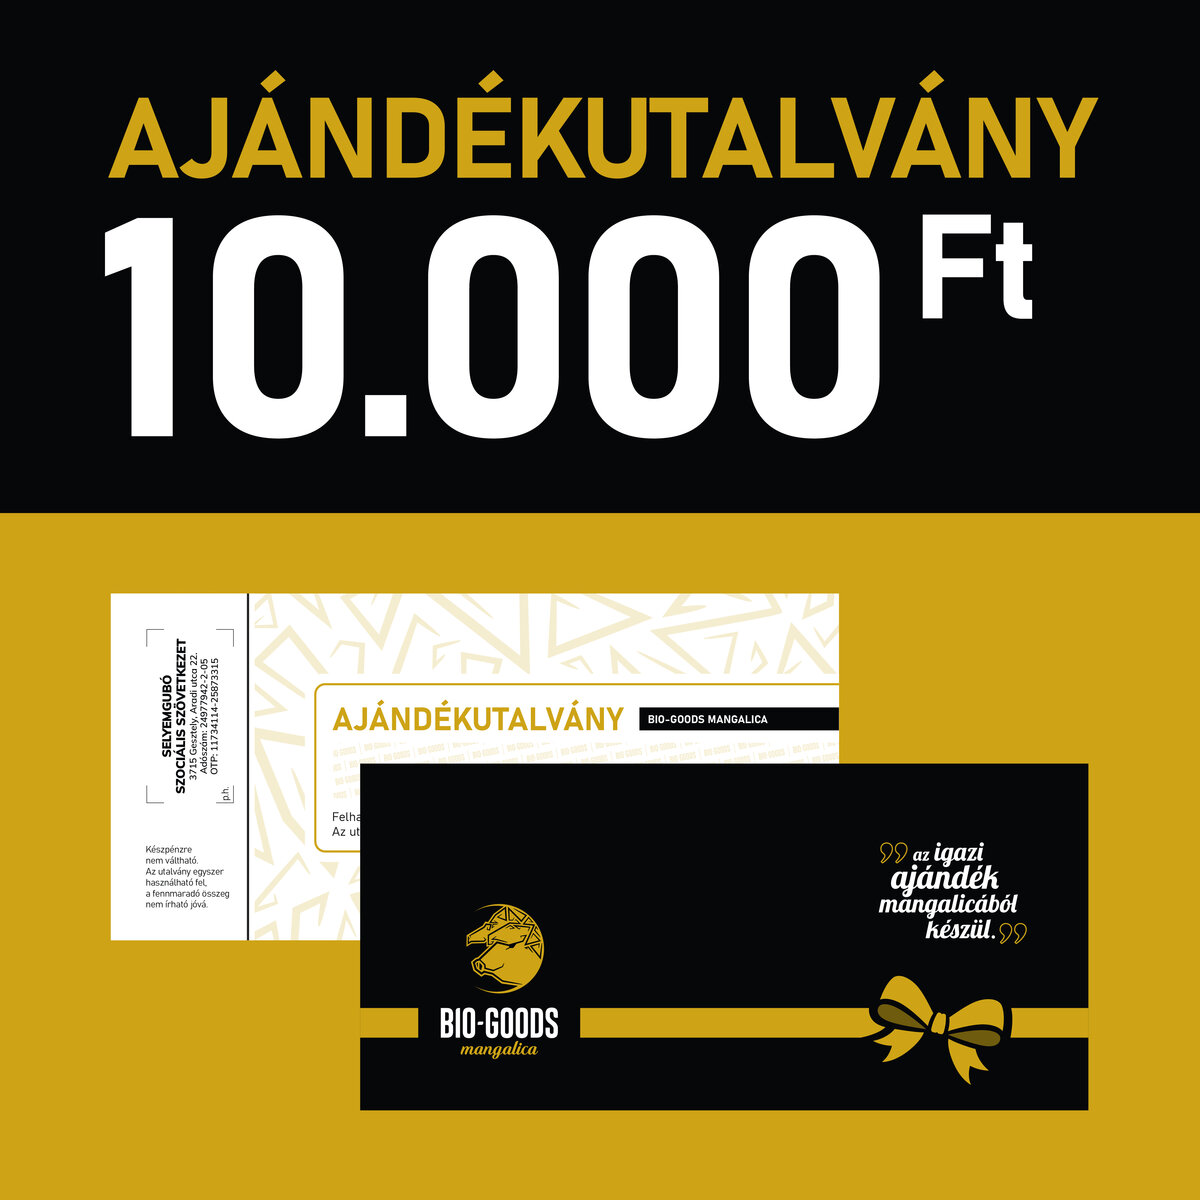 AJÁNDÉKUTALVÁNY
10.000 Ft
SELYEMGUBÓ
SZOCIÁLIS SZÖVETKEZET
3715 Gesztely, Aradi utca 22.
Adószám: 24977942-2-05
OTP: 11734114-25873315
p.h.
Készpénzre
nem váltható.
Az utalvány egyszer
használható fel,
a fennmaradó összeg
nem írható jóvá.
AJÁNDÉKUTALVÁNY BIO-GOODS MANGALICA
Az
az igazi
ajándék
mangalicából
készül.
BIO-GOODS
mangalica